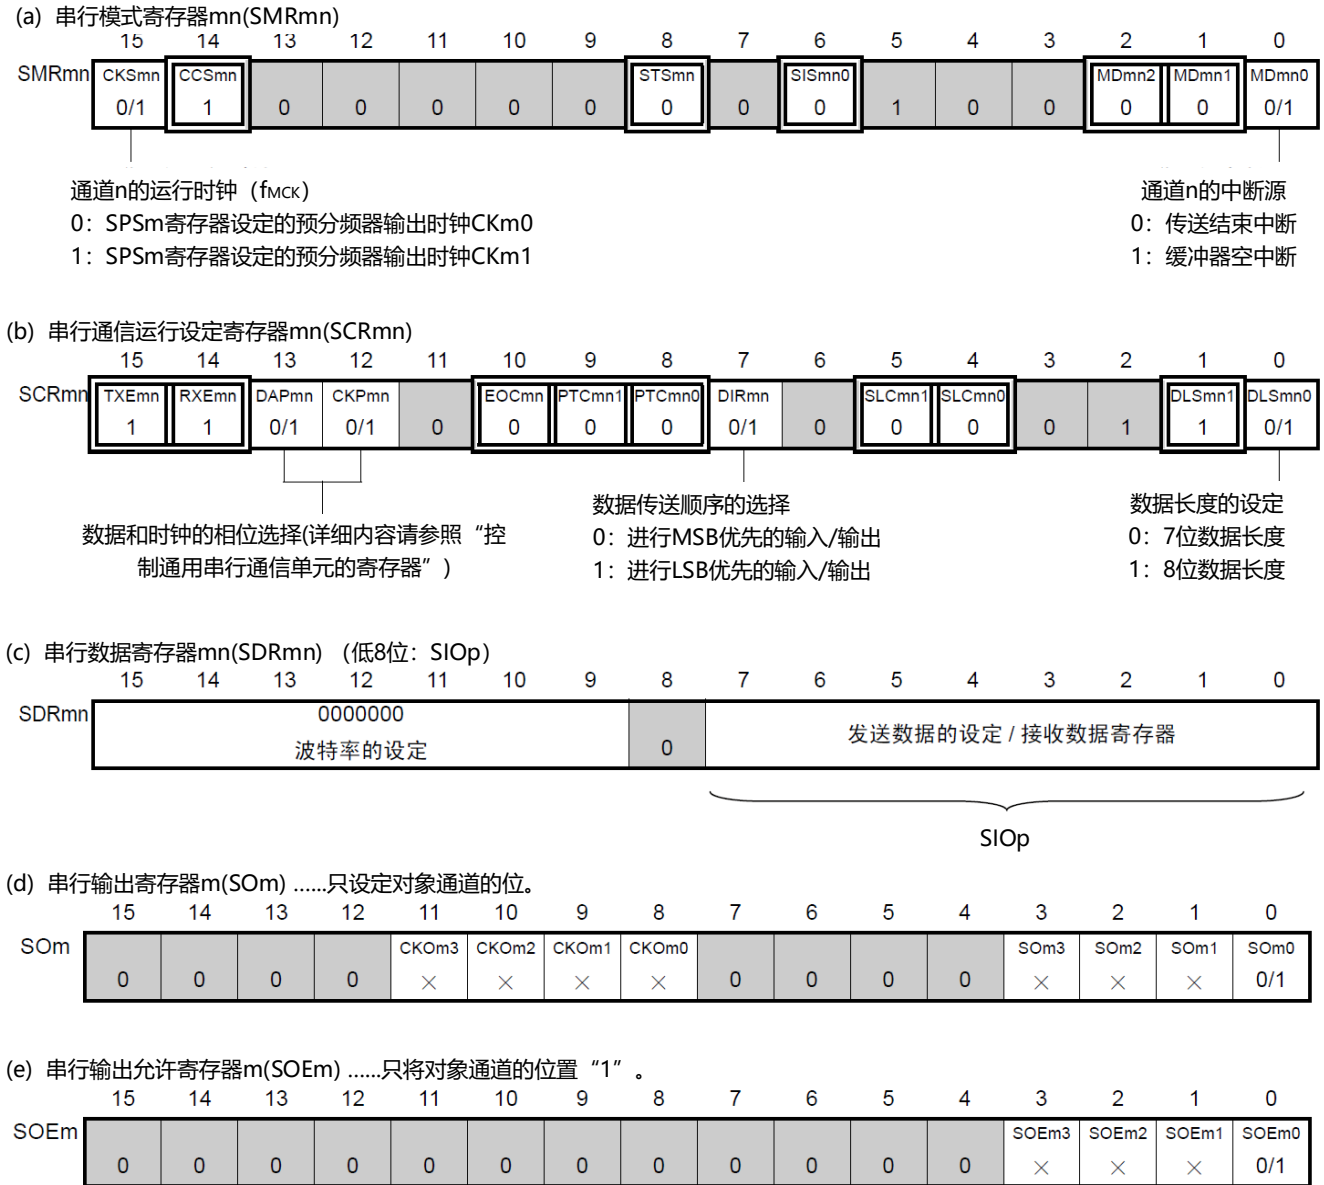 (a) 串行模式寄存器mn(SMRmn)
15 14 13 12 11 10 9 8 7 6 5 4 3 2 1 0
SMRmn CKSmn CCSmn STSmn SISmn0 MDmn2 MDmn1 MDmn0
0/1 1 0 0 0 0 0 0 0 0 1 0 0 0 0 0/1
通道n的运行时钟（fMCK） 通道n的中断源
0：SPSm寄存器设定的预分频器输出时钟CKm0 0：传送结束中断
1：SPSm寄存器设定的预分频器输出时钟CKm1 1：缓冲器空中断
(b) 串行通信运行设定寄存器mn(SCRmn)
15 14 13 12 11 10 9 8 7 6 5 4 3 2 1 0
SCRmn TXEmn RXEmn DAPmn CKPmn EOCmn PTCmn1 PTCmn0 DIRmn SLCmn1 SLCmn0 DLSmn1 DLSmn0
1 1 0/1 0/1 0 0 0 0 0/1 0 0 0 0 1 1 0/1
数据和时钟的相位选择(详细内容请参照“控
制通用串行通信单元的寄存器”)
数据传送顺序的选择
0：进行MSB优先的输入/输出
1：进行LSB优先的输入/输出
数据长度的设定
0：7位数据长度
1：8位数据长度
(c) 串行数据寄存器mn(SDRmn) （低8位：SIOp）
15 14 13 12 11 10 9 8 7 6 5 4 3 2 1 0
SDRmn 0000000
波特率的设定 0 发送数据的设定 / 接收数据寄存器
SIOp
(d) 串行输出寄存器m(SOm) ......只设定对象通道的位。
15 14 13 12 11 10 9 8 7 6 5 4 3 2 1 0
SOm CKOm3 CKOm2 CKOm1 CKOm0 SOm3 SOm2 SOm1 SOm0
0 0 0 0 × × × × 0 0 0 0 × × × 0/1
(e) 串行输出允许寄存器m(SOEm) ......只将对象通道的位置“1”。
15 14 13 12 11 10 9 8 7 6 5 4 3 2 1 0
SOEm SOEm3 SOEm2 SOEm1 SOEm0
0 0 0 0 0 0 0 0 0 0 0 0 × × × 0/1